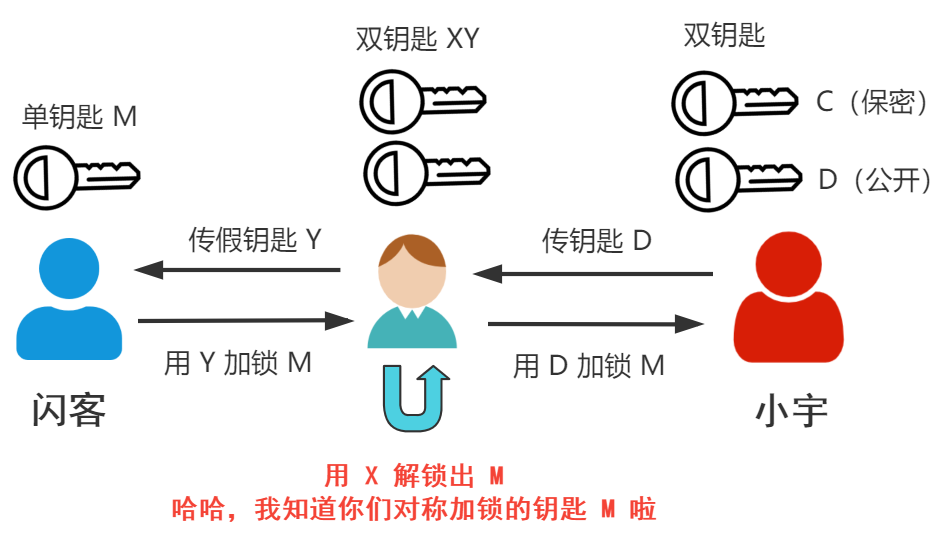 双钥匙 XY
双钥匙
单钥匙 M
C（保密）
D（公开）
传假钥匙 Y
传钥匙 D
用 Y 加锁 M
用 D 加锁 M
闪客
小宇
用 X 解锁出 M
哈哈，我知道你们对称加锁的钥匙 M 啦